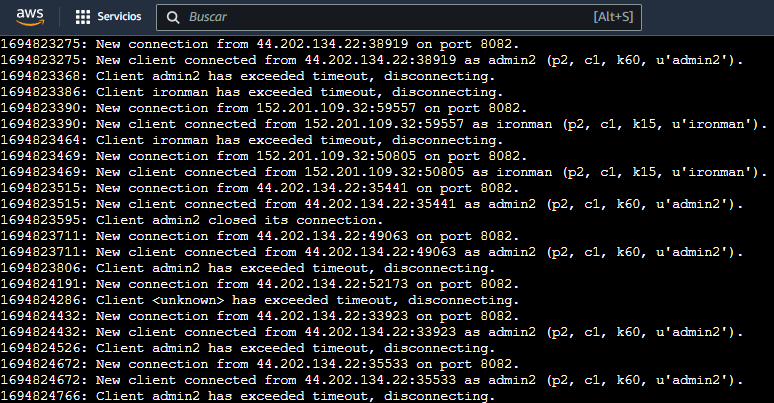 aws Servicios Buscar [Alt+S]
1694823275: New connection from 44.202.134.22:38919 on port 8082.
1694823275: New client connected from 44.202.134.22:38919 as admin2 (p2, c1, k60, u'admin2').
1694823368: Client admin2 has exceeded timeout, disconnecting.
1694823386: Client ironman has exceeded timeout, disconnecting.
1694823390: New connection from 152.201.109.32:59557 on port 8082.
1694823390: New client connected from 152.201.109.32:59557 as ironman (p2, c1, k15, u'ironman').
1694823464: Client ironman has exceeded timeout, disconnecting.
1694823469: New connection from 152.201.109.32:50805 on port 8082.
1694823469: New client connected from 152.201.109.32:50805 as ironman (p2, c1, k15, u'ironman').
1694823515: New connection from 44.202.134.22:35441 on port 8082.
1694823515: New client connected from 44.202.134.22:35441 as admin2 (p2, c1, k60, u'admin2').
1694823595: Client admin2 closed its connection.
1694823711: New connection from 44.202.134.22:49063 on port 8082.
1694823711: New client connected from 44.202.134.22:49063 as admin2 (p2, c1, k60, u'admin2').
1694823806: Client admin2 has exceeded timeout, disconnecting.
1694824191: New connection from 44.202.134.22:52173 on port 8082.
1694824286: Client <unknown> has exceeded timeout, disconnecting.
1694824432: New connection from 44.202.134.22:33923 on port 8082.
1694824432: New client connected from 44.202.134.22:33923 as admin2 (p2, c1, k60, u'admin2').
1694824526: Client admin2 has exceeded timeout, disconnecting.
1694824672: New connection from 44.202.134.22:35533 on port 8082.
1694824672: New client connected from 44.202.134.22:35533 as admin2 (p2, c1, k60, u'admin2').
1694824766: Client admin2 has exceeded timeout, disconnecting.